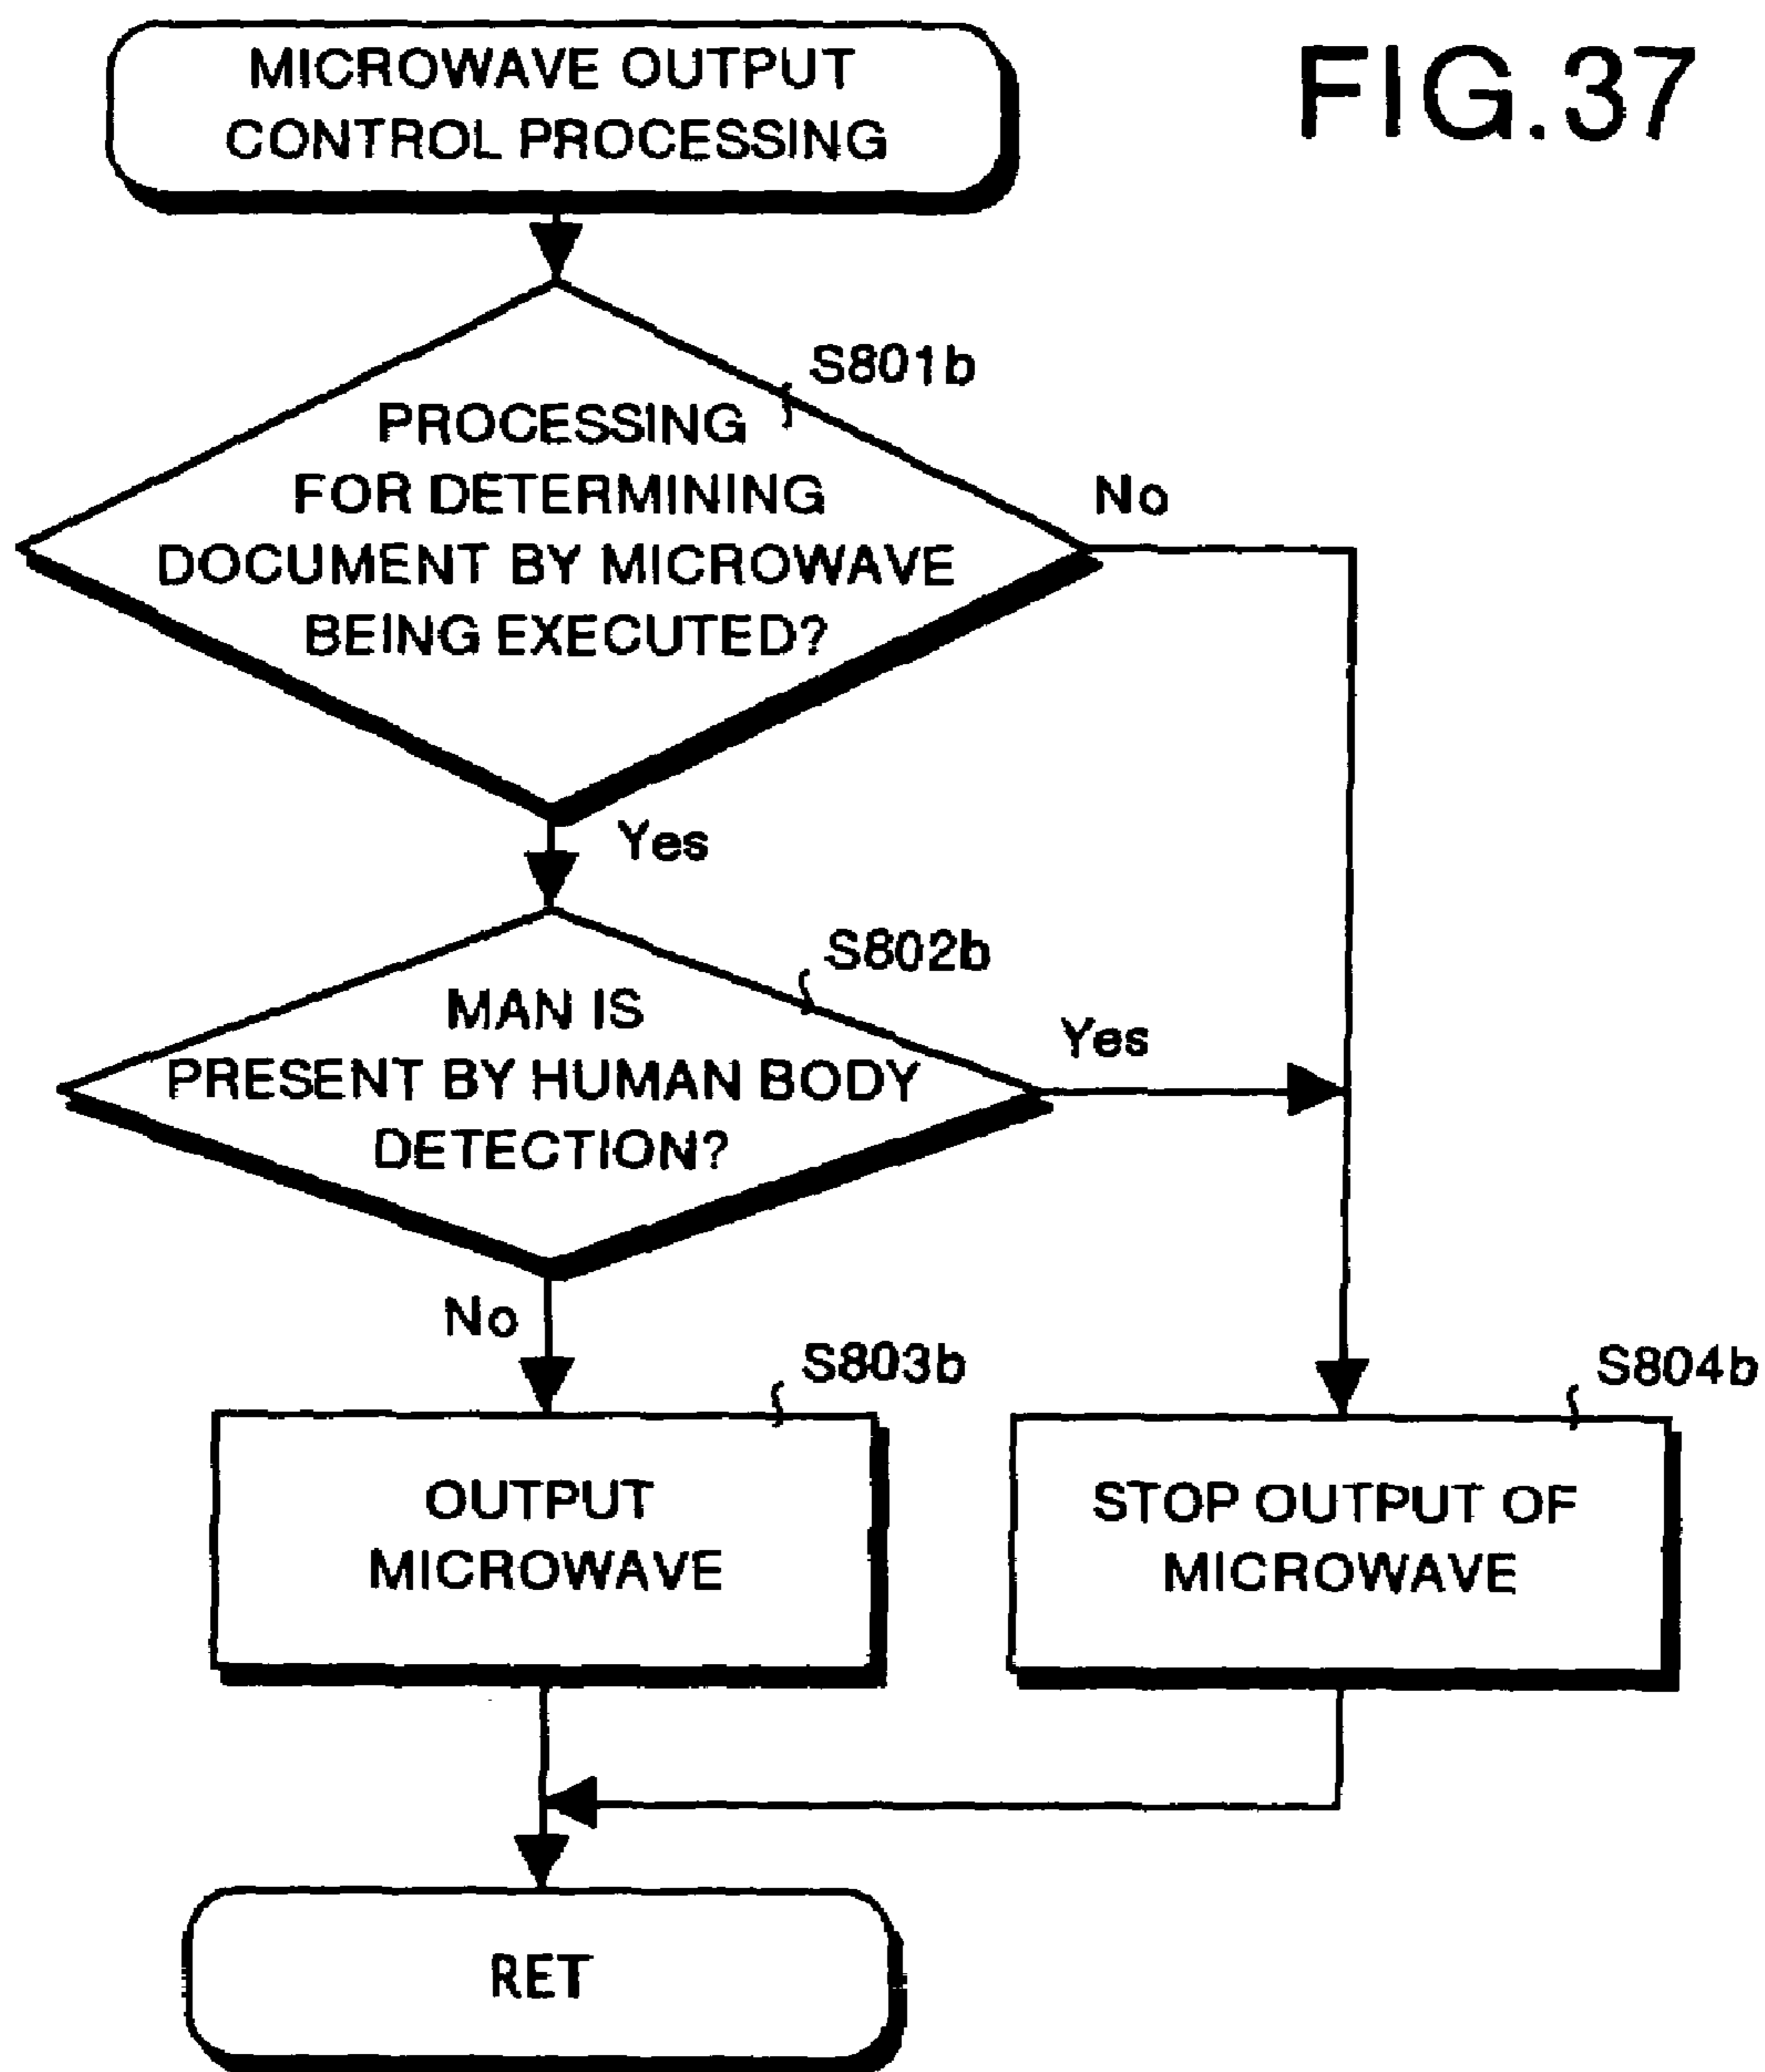 FIG.37
MICROWAVE OUTPUT
CONTROL PROCESSING
S801b
PROCESSING
FOR DETERMINING
DOCUMENT BY MICROWAVE
BEING EXECUTED?
No
Yes
S802b
MAN IS
PRESENT BY HUMAN BODY
DETECTION?
Yes
No
S803b
OUTPUT
MICROWAVE
S804b
STOP OUTPUT OF
MICROWAVE
RET